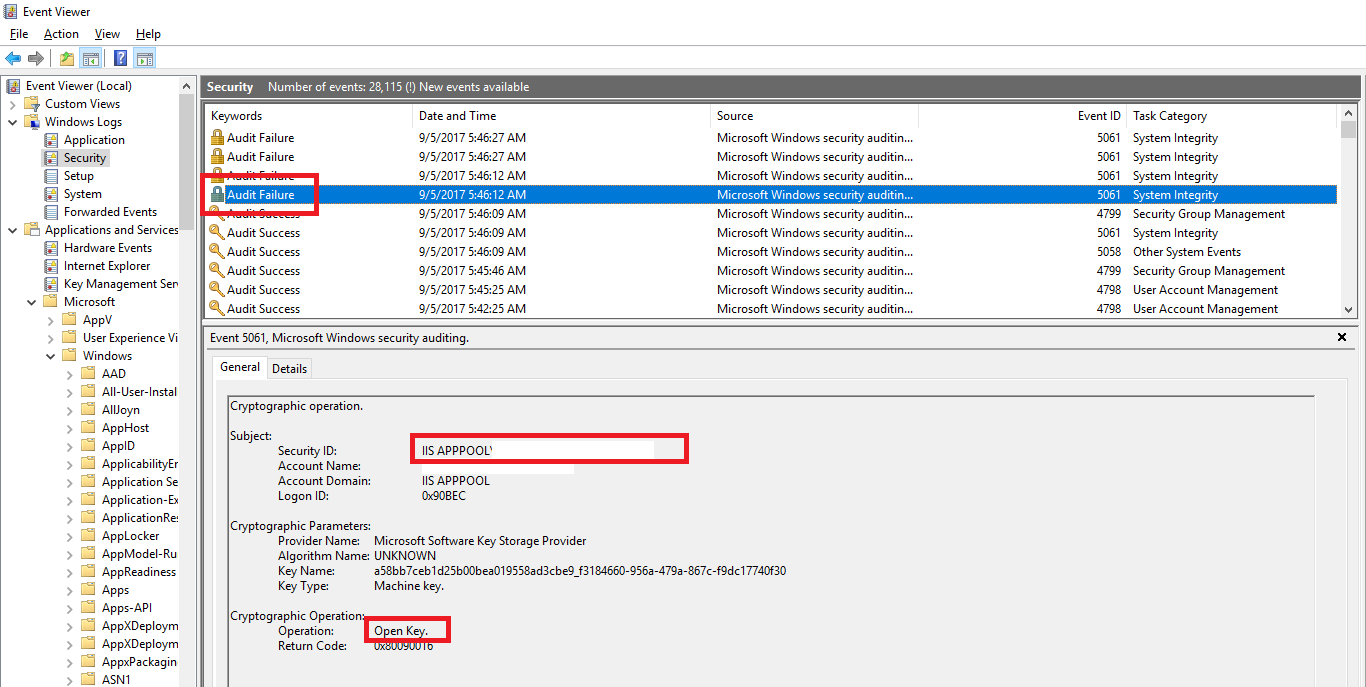 Event Viewer
File Action View Help
Event Viewer (Local)
Custom Views
Windows Logs
Application
Security
Setup
System
Forwarded Events
Applications and Services
Hardware Events
Internet Explorer
Key Management Serv
Microsoft
AppV
User Experience Vi
Windows
AAD
All-User-Instal
AllJoyn
AppHost
AppID
ApplicabilityEn
Application Se
Application-Ex
ApplicationRes
AppLocker
AppModel-Ru
AppReadiness
Apps
Apps-API
AppXDeploym
AppXDeploym
AppxPackagin
ASN1
Security Number of events: 28,115 (!) New events available
Keywords Date and Time Source Event ID Task Category
Audit Failure 9/5/2017 5:46:27 AM Microsoft Windows security auditin... 5061 System Integrity
Audit Failure 9/5/2017 5:46:27 AM Microsoft Windows security auditin... 5061 System Integrity
Audit Failure 9/5/2017 5:46:12 AM Microsoft Windows security auditin... 5061 System Integrity
Audit Failure 9/5/2017 5:46:12 AM Microsoft Windows security auditin... 5061 System Integrity
Audit Success 9/5/2017 5:46:09 AM Microsoft Windows security auditin... 4799 Security Group Management
Audit Success 9/5/2017 5:46:09 AM Microsoft Windows security auditin... 5061 System Integrity
Audit Success 9/5/2017 5:46:09 AM Microsoft Windows security auditin... 5058 Other System Events
Audit Success 9/5/2017 5:45:46 AM Microsoft Windows security auditin... 4799 Security Group Management
Audit Success 9/5/2017 5:45:25 AM Microsoft Windows security auditin... 4798 User Account Management
Audit Success 9/5/2017 5:42:25 AM Microsoft Windows security auditin... 4798 User Account Management
Event 5061, Microsoft Windows security auditing.
General Details
Cryptographic operation.
Subject:
Security ID: IIS APPPOOL\
Account Name:
Account Domain: IIS APPPOOL
Logon ID: 0x90BEC
Cryptographic Parameters:
Provider Name: Microsoft Software Key Storage Provider
Algorithm Name: UNKNOWN
Key Name: a58bb7ceb1d25b00bea019558ad3cbe9_f3184660-956a-479a-867c-f9dc17740f30
Key Type: Machine key.
Cryptographic Operation:
Operation: Open Key.
Return Code: 0x80090016